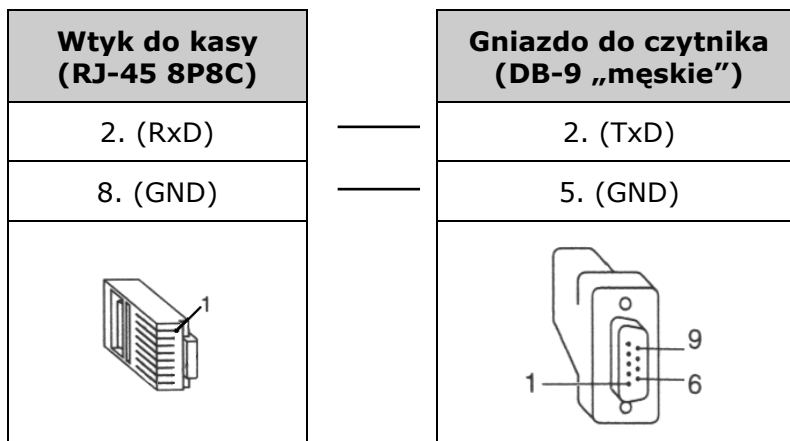 Wtyk do kasy
(RJ-45 8P8C)
Gniazdo do czytnika
(DB-9 „męskie”)
2. (RxD)
2. (TxD)
8. (GND)
5. (GND)
1
9
1
6